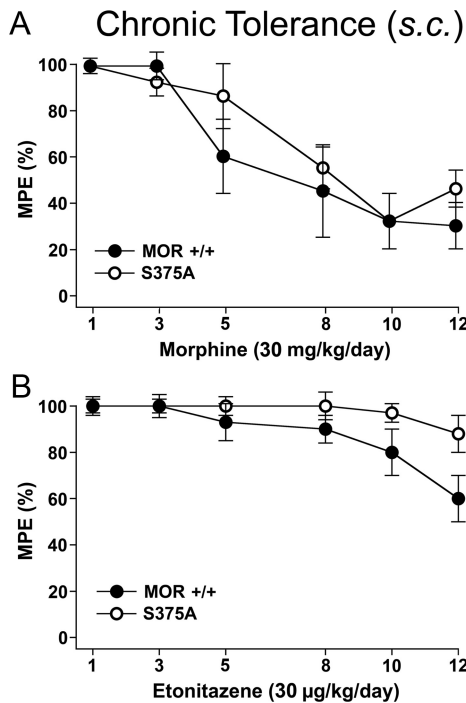 A Chronic Tolerance (s.c.)
100
80
60
40
20
0
MPE (%)
MOR +/+
S375A
1 3 5 8 10 12
Morphine (30 mg/kg/day)
B
100
80
60
40
20
0
MPE (%)
MOR +/+
S375A
1 3 5 8 10 12
Etonitazene (30 µg/kg/day)